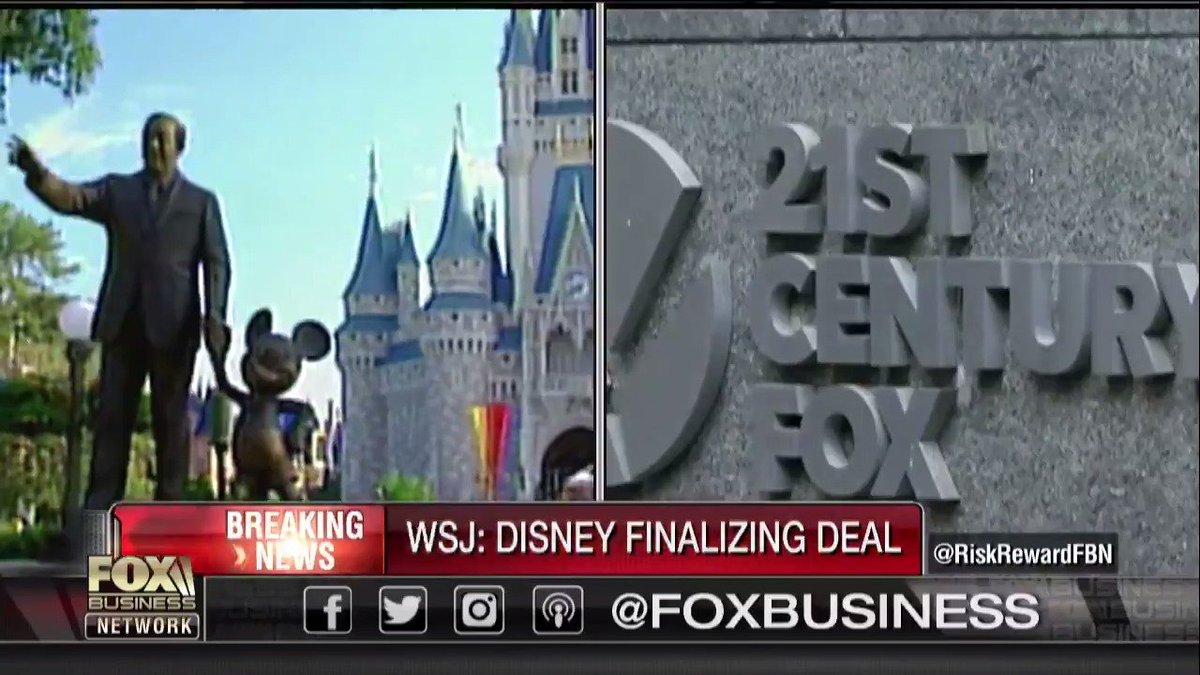 21ST
CENTURY
FOX
BREAKING
NEWS
WSJ: DISNEY FINALIZING DEAL
@RiskRewardFBN
FOX
BUSINESS
NETWORK
@FOXBUSINESS